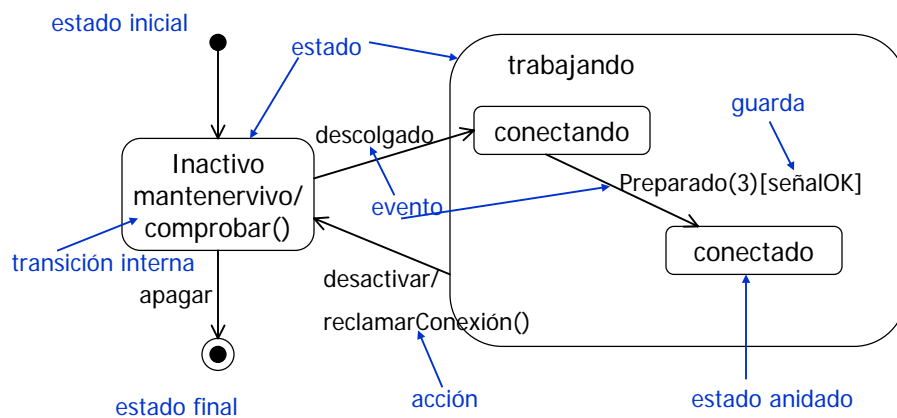 estado inicial
estado
trabajando
guarda
descolgado
conectando
Inactivo
mantenervivo/
comprobar()
evento
Preparado(3)[señalOK]
transición interna
conectado
desactivar/
apagar
reclamarConexión()
estado final
acción
estado anidado